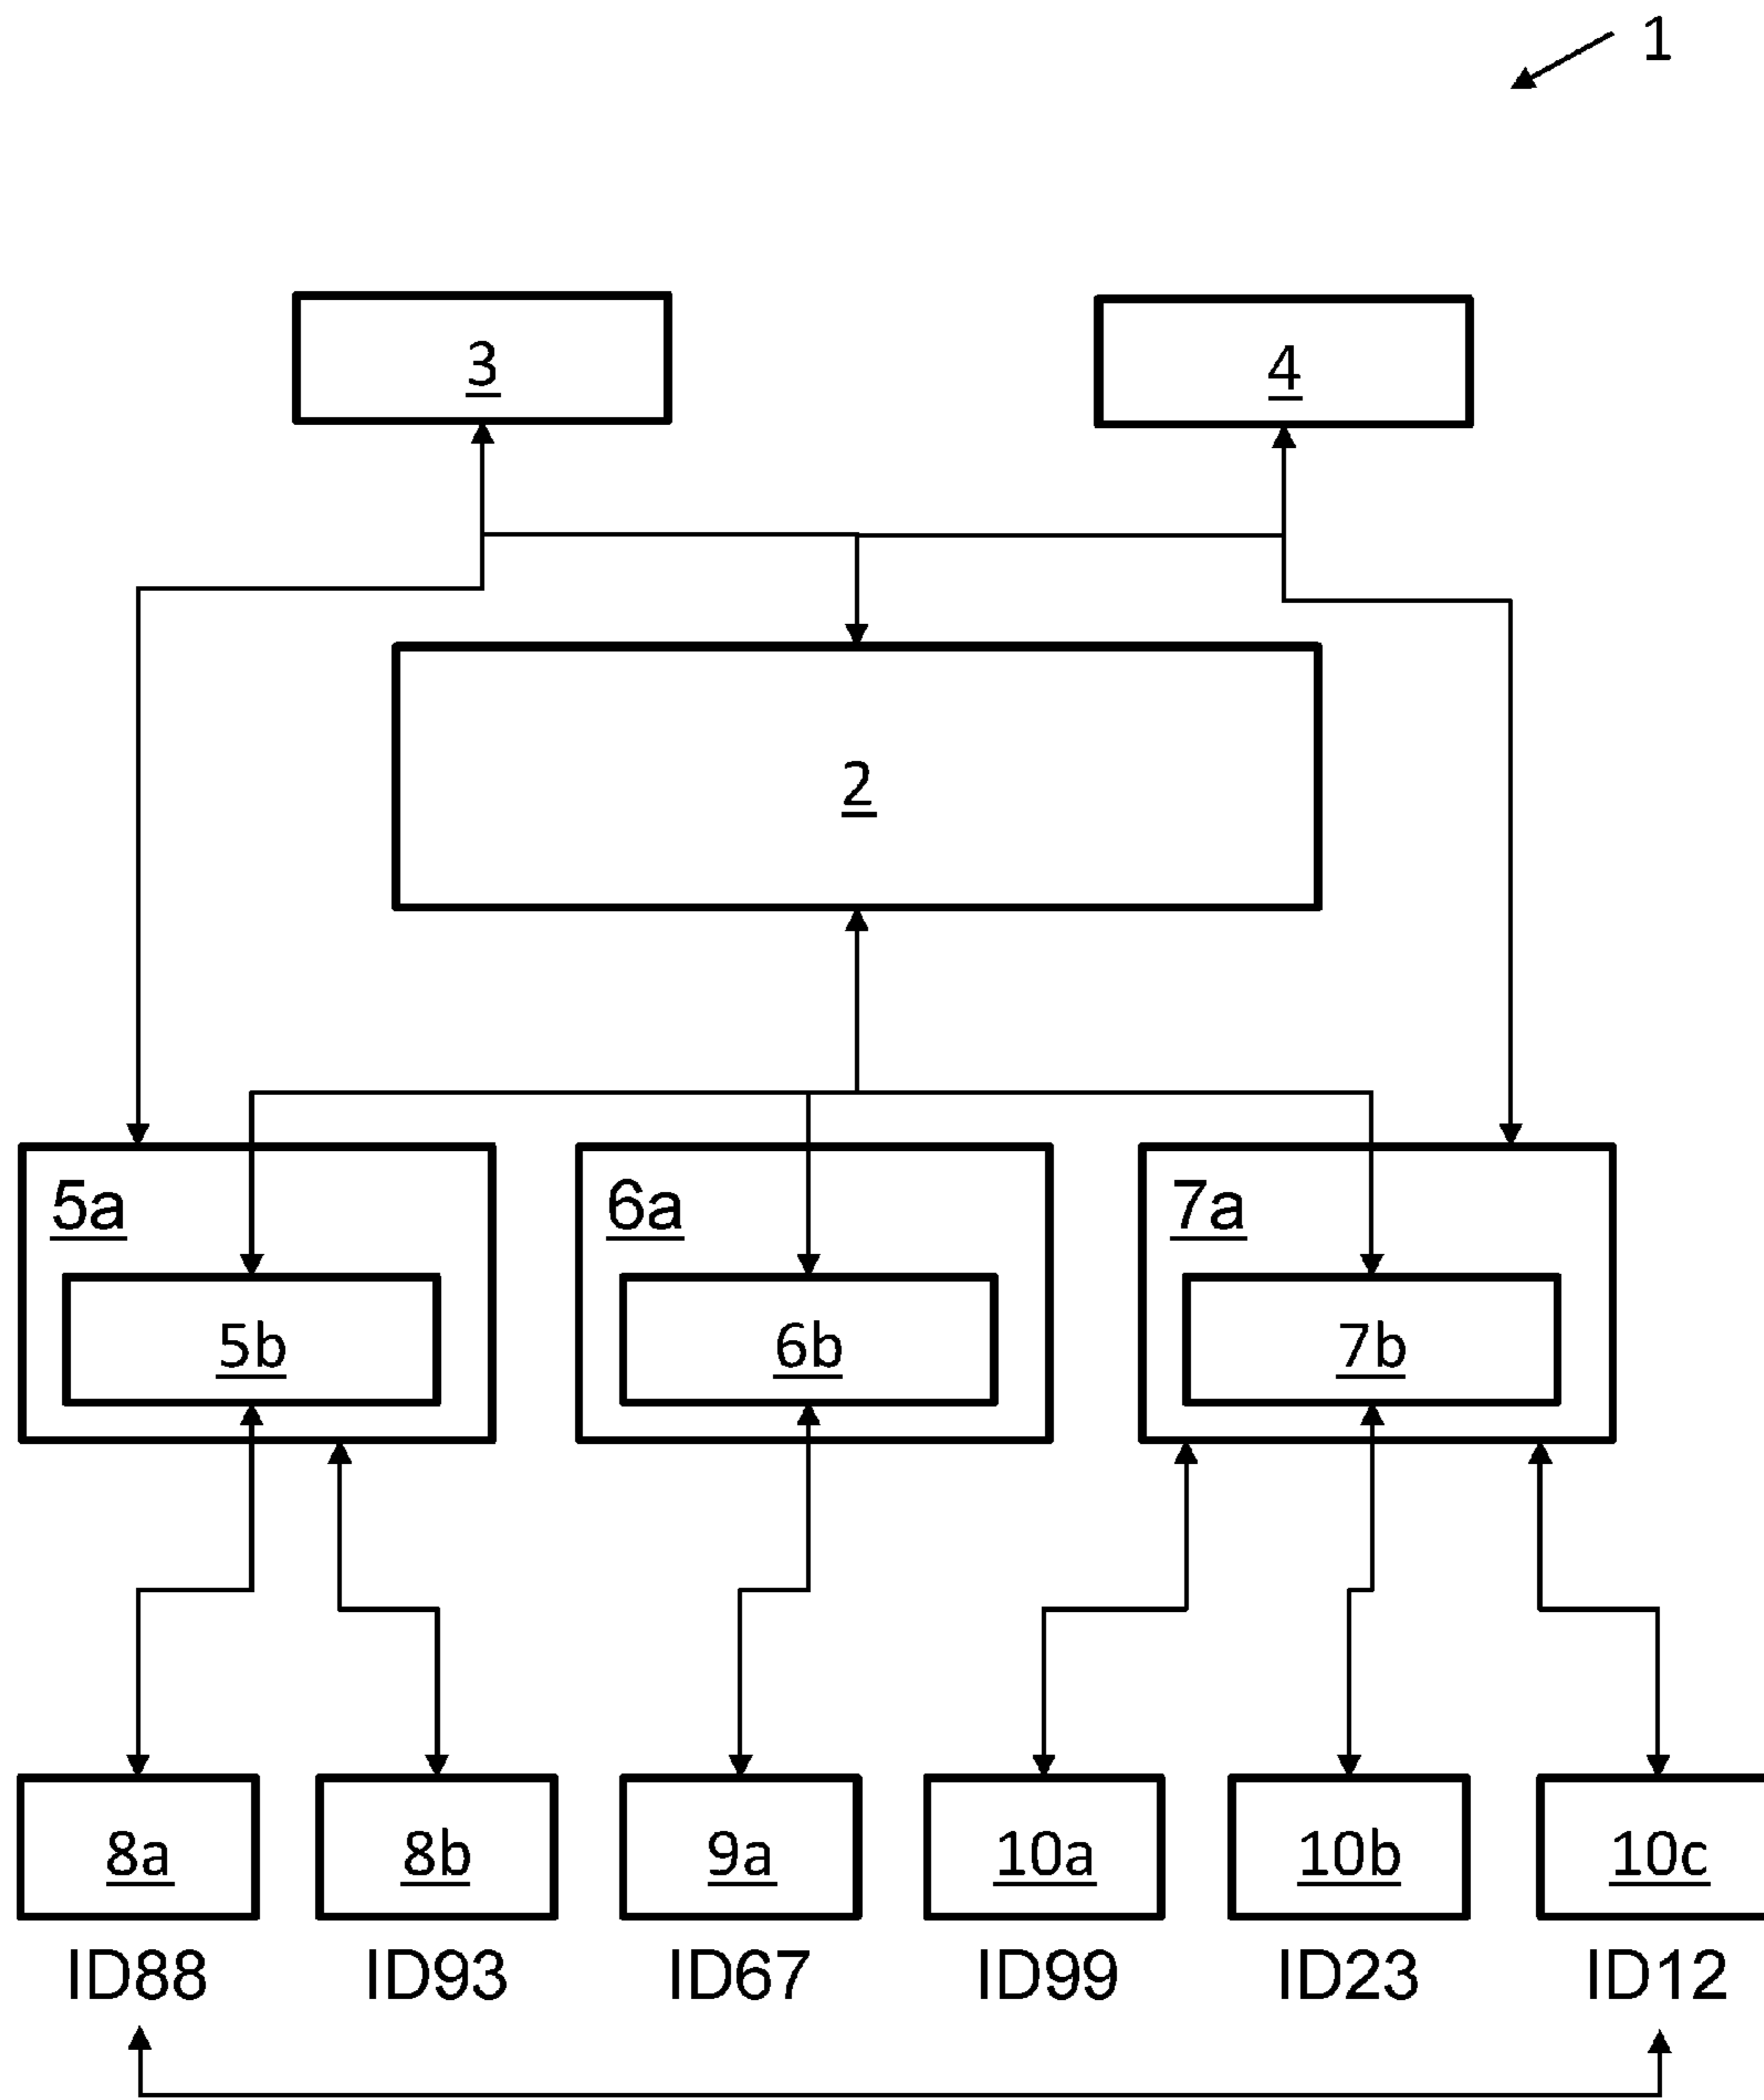 1
3 4
2
5a 6a 7a
5b 6b 7b
8a 8b 9a 10a 10b 10c
ID88 ID93 ID67 ID99 ID23 ID12